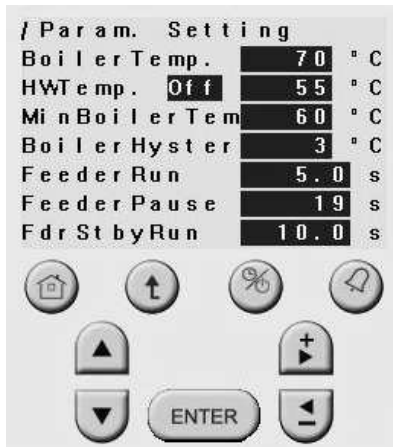 /Param. Setting
BoilerTemp. 70 °C
HWTemp. Off 55 °C
MinBoilerTem 60 °C
BoilerHyster 3 °C
FeederRun 5.0 s
FeederPause 19 s
FdrStbyRun 10.0 s
%
+
ENTER
-